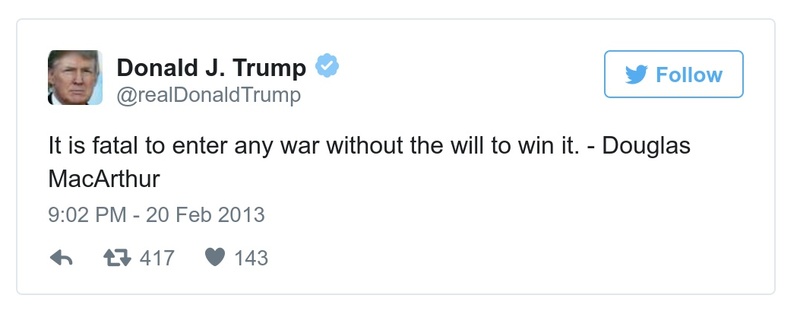 Donald J. Trump
Follow
@realDonaldTrump
It is fatal to enter any war without the will to win it. - Douglas
MacArthur
9:02 PM - 20 Feb 2013
417 143